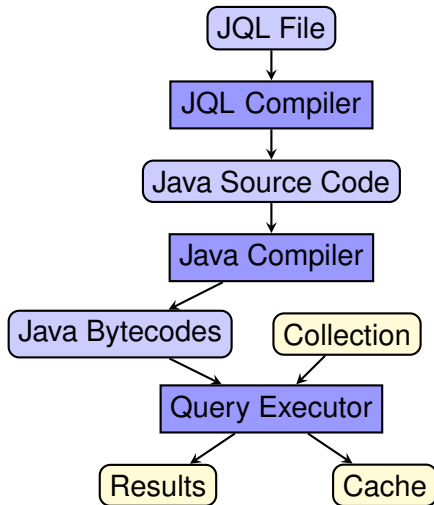 JQL File
JQL Compiler
Java Source Code
Java Compiler
Java Bytecodes
Collection
Query Executor
Results
Cache